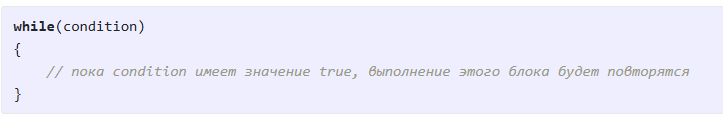 while(condition)
{
// пока condition имеет значение true, выполнение этого блока будет повторятся
}